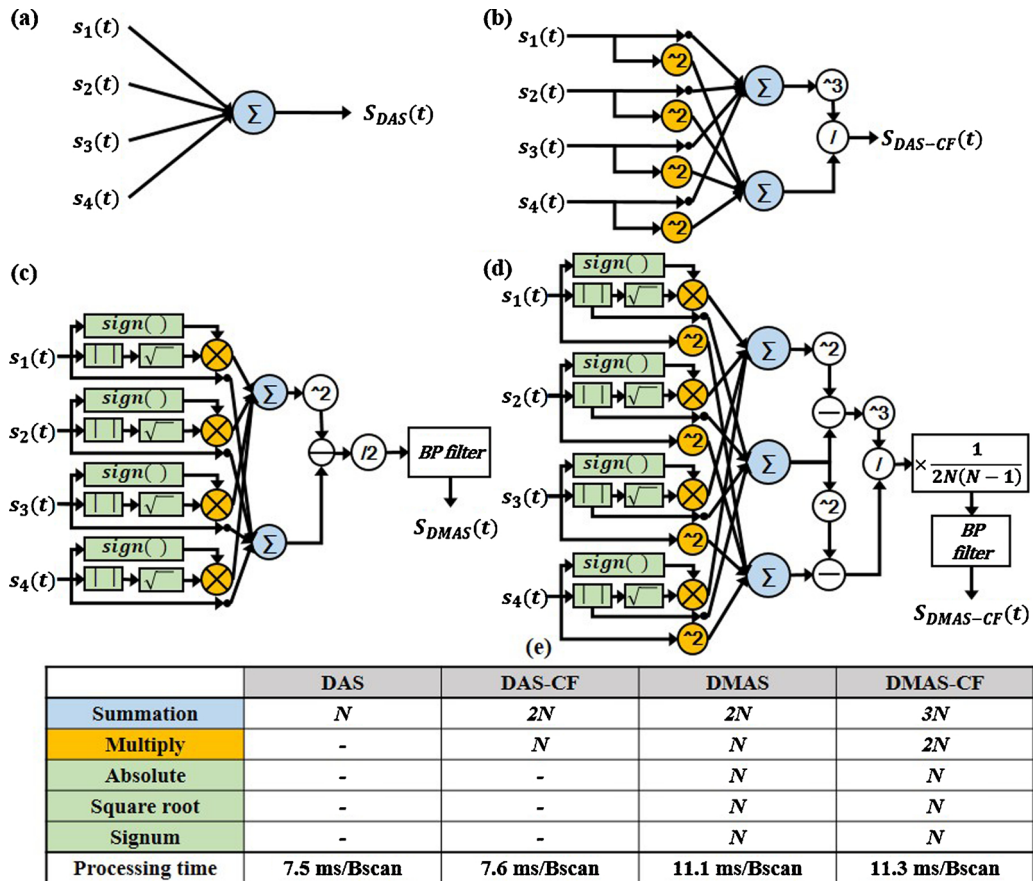 (a)
s₁(t)
s₂(t)
s₃(t)
s₄(t)
Σ
S_DAS(t)
(b)
s₁(t)
s₂(t)
s₃(t)
s₄(t)
^2
^2
^2
^2
Σ
Σ
^3
/
S_DAS−CF(t)
(c)
s₁(t)
sign( )
| |
√
×
s₂(t)
sign( )
| |
√
×
s₃(t)
sign( )
| |
√
×
s₄(t)
sign( )
| |
√
×
Σ
Σ
^2
−
/2
BP filter
S_DMAS(t)
(d)
s₁(t)
sign( )
| |
√
×
^2
s₂(t)
sign( )
| |
√
×
^2
s₃(t)
sign( )
| |
√
×
^2
s₄(t)
sign( )
| |
√
×
^2
Σ
Σ
Σ
^2
−
^3
/
^2
−
× 1/2N(N−1)
BP
filter
S_DMAS−CF(t)
(e)
DAS DAS-CF DMAS DMAS-CF
Summation N 2N 2N 3N
Multiply - N N 2N
Absolute - - N N
Square root - - N N
Signum - - N N
Processing time 7.5 ms/Bscan 7.6 ms/Bscan 11.1 ms/Bscan 11.3 ms/Bscan